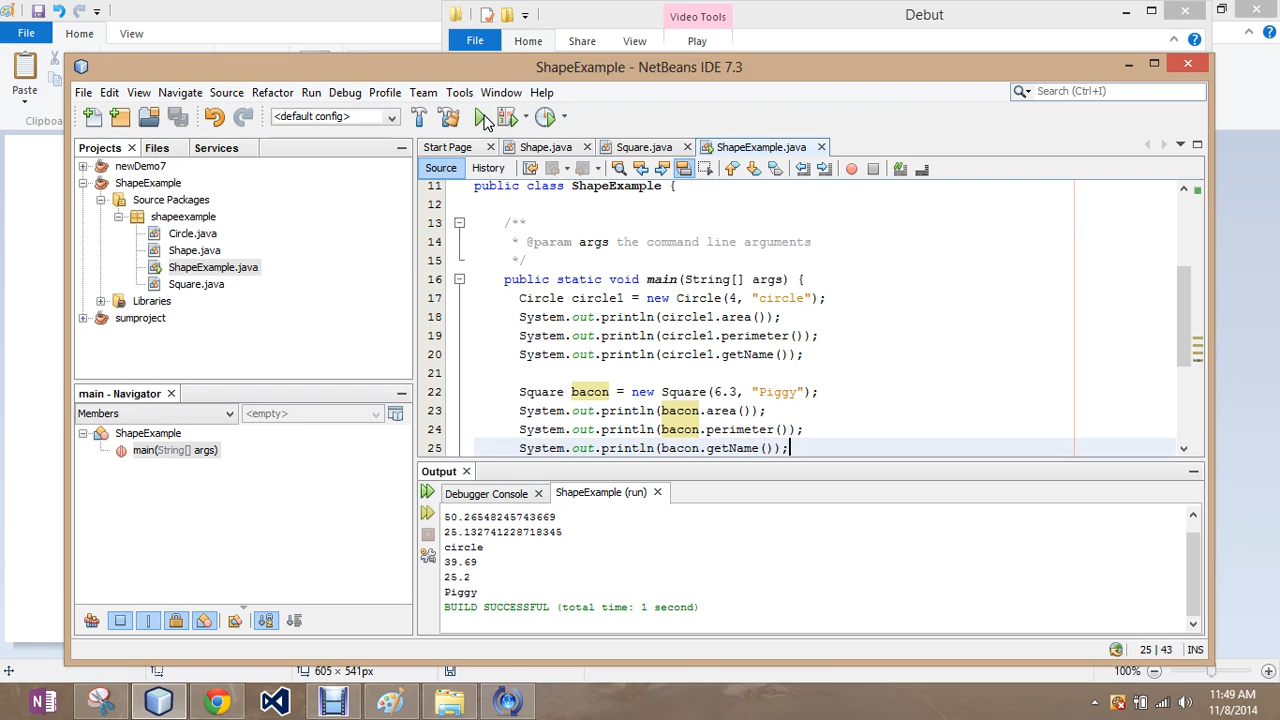 Debut
Video Tools
File
Home
Share
View
Play
File
Home
View
Paste
Clipboa
ShapeExample - NetBeans IDE 7.3
File Edit View Navigate Source Refactor Run Debug Profile Team Tools Window Help
Search (Ctrl+I)
<default config>
Projects
Files
Services
Start Page
Shape.java
Square.java
ShapeExample.java
Source
History
newDemo7
ShapeExample
Source Packages
shapeexample
Circle.java
Shape.java
ShapeExample.java
Square.java
Libraries
sumproject
11 public class ShapeExample {
12
13 /**
14 * @param args the command line arguments
15 */
16 public static void main(String[] args) {
17 Circle circle1 = new Circle(4, "circle");
18 System.out.println(circle1.area());
19 System.out.println(circle1.perimeter());
20 System.out.println(circle1.getName());
21
22 Square bacon = new Square(6.3, "Piggy");
23 System.out.println(bacon.area());
24 System.out.println(bacon.perimeter());
25 System.out.println(bacon.getName());
main - Navigator
Members
<empty>
ShapeExample
main(String[] args)
Output
Debugger Console
ShapeExample (run)
50.26548245743669
25.132741228718345
circle
39.69
25.2
Piggy
BUILD SUCCESSFUL (total time: 1 second)
25 | 43 INS
605 × 541px
100%
11:49 AM
11/8/2014